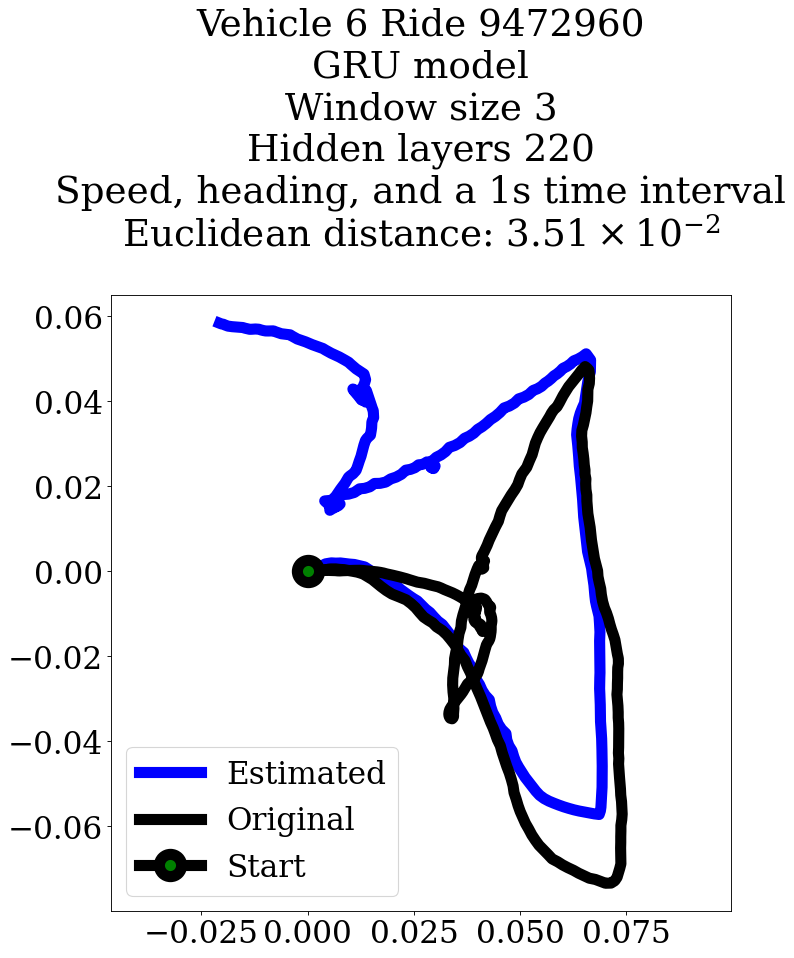 Vehicle 6 Ride 9472960
GRU model
Window size 3
Hidden layers 220
Speed, heading, and a 1s time interval
Euclidean distance: 3.51 × 10⁻²
0.06
0.04
0.02
0.00
−0.02
−0.04
−0.06
Estimated
Original
Start
−0.025 0.000 0.025 0.050 0.075